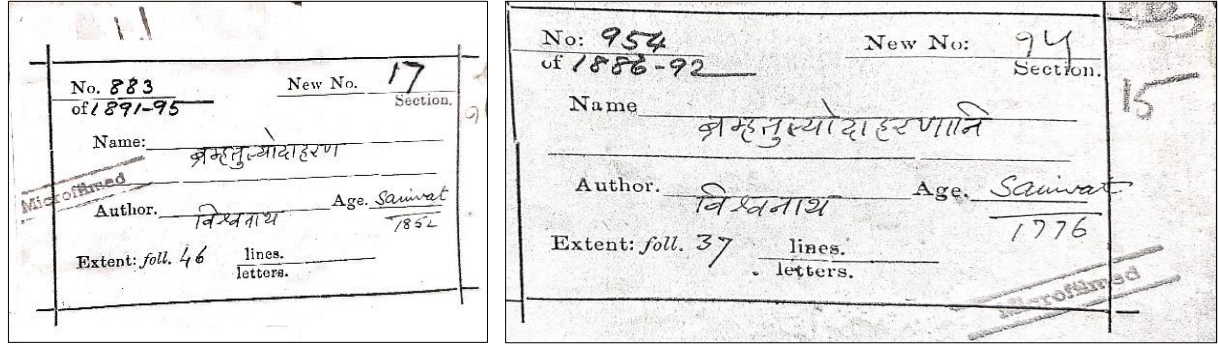 No. 883 New No. 17
of 1891-95 Section.
Name: ब्रम्हतुल्योदाहरण
Microfilmed
Author. विश्वनाथ Age. Samvat
1852
Extent: foll. 46 lines.
letters.
No: 954 New No: १५
of 1886-92 Section.
15
Name ब्रम्हतुल्योदाहरणानि
Author. विश्वनाथ Age. Samvat
1776
Extent: foll. 37 lines.
letters.
Microfilmed